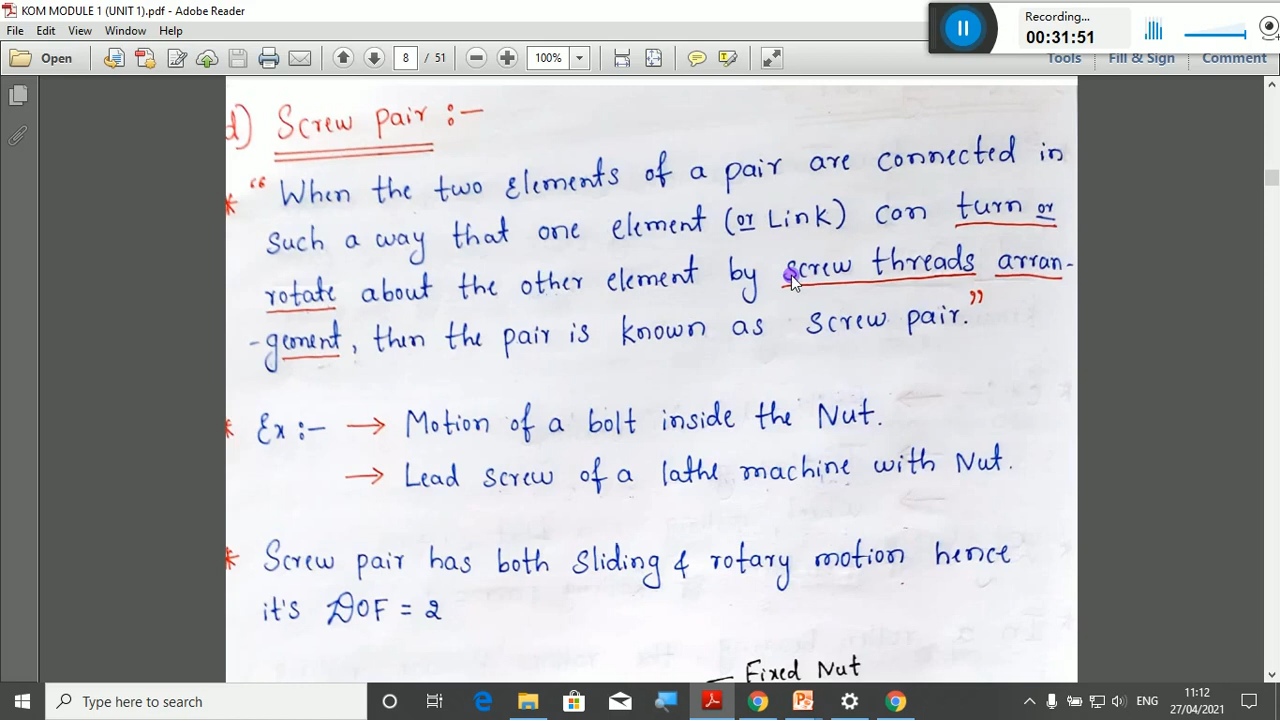 KOM MODULE 1 (UNIT 1).pdf - Adobe Reader
File Edit View Window Help
Recording...
00:31:51
Open 8 / 51 100% Tools Fill & Sign Comment
d) Screw pair :-
* "When the two elements of a pair are connected in
such a way that one element (or Link) can turn or
rotate about the other element by screw threads arran-
-gement, then the pair is known as screw pair."
* Ex :- → Motion of a bolt inside the Nut.
→ Lead screw of a lathe machine with Nut.
* Screw pair has both sliding & rotary motion hence
it's DOF = 2
Fixed Nut
Type here to search
ENG
11:12
27/04/2021